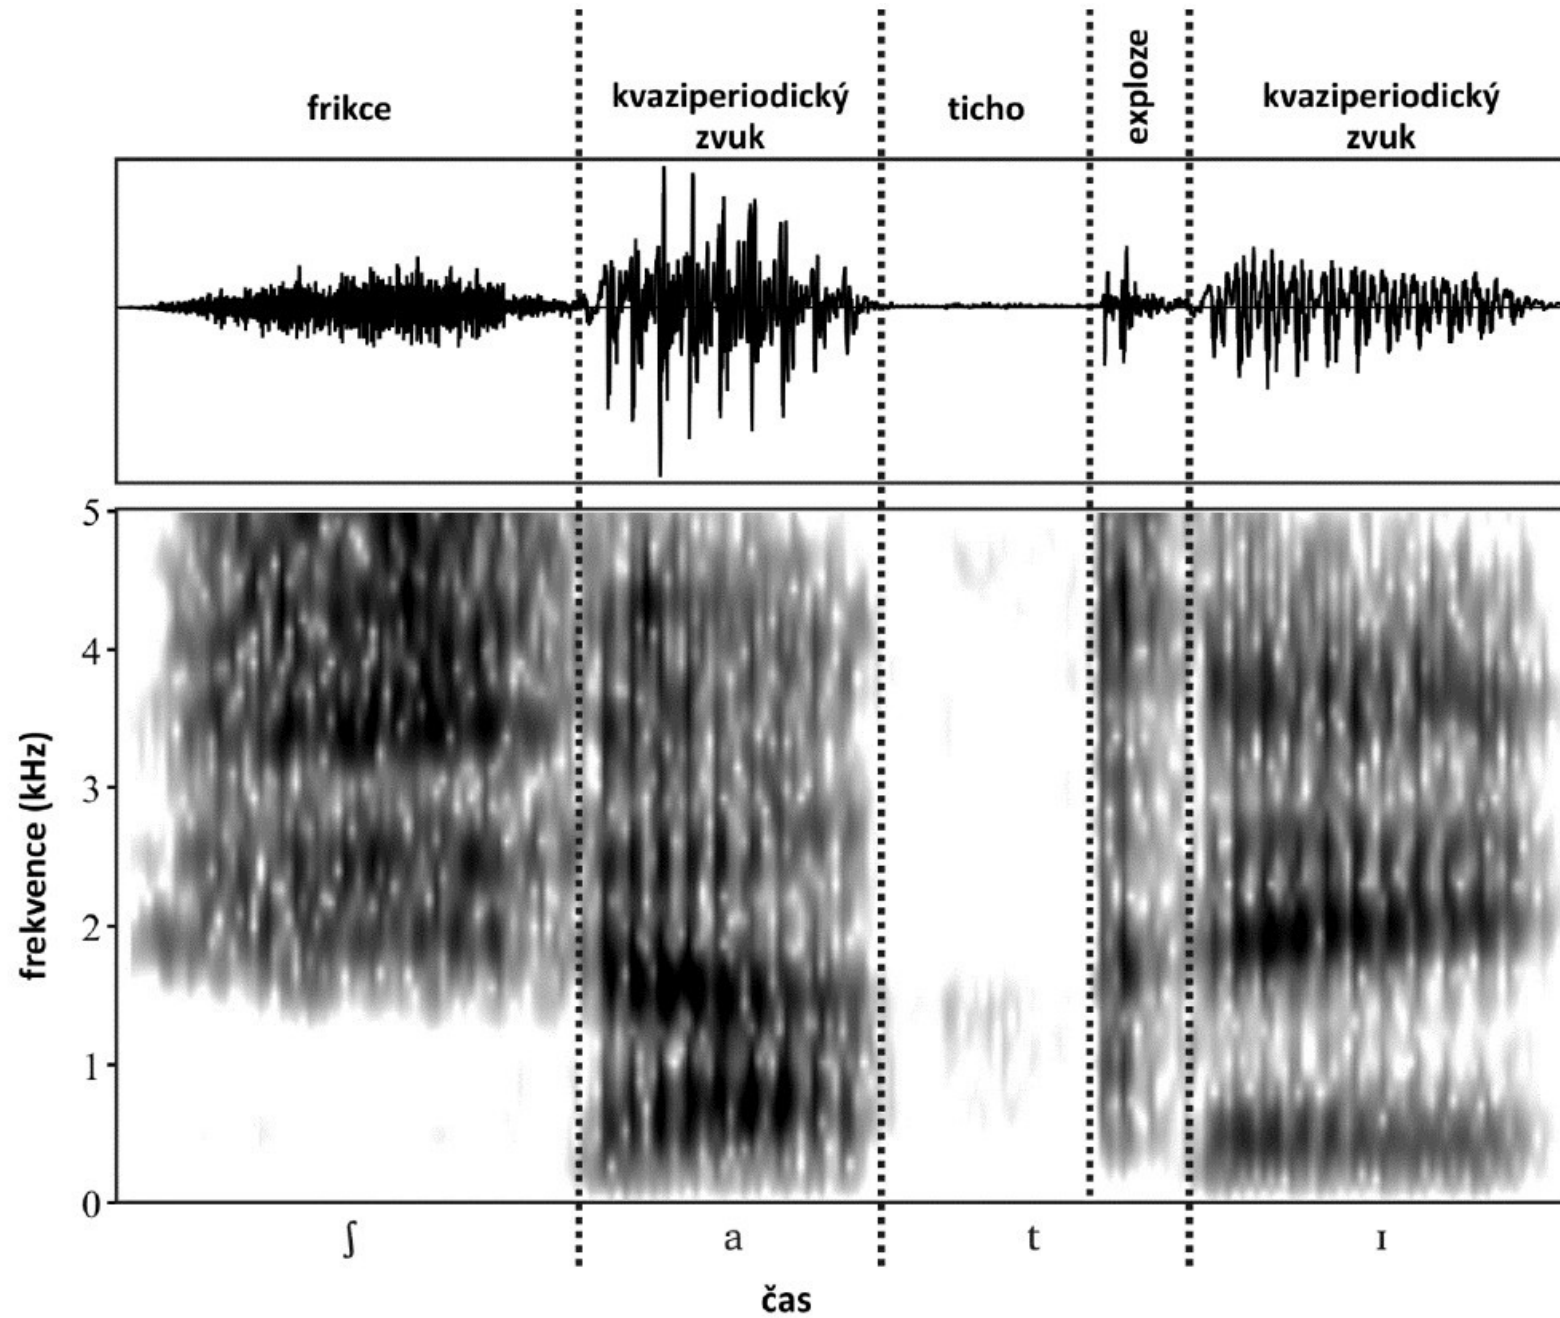 frikce
kvaziperiodický
zvuk
ticho
exploze
kvaziperiodický
zvuk
5
4
3
2
1
0
frekvence (kHz)
ʃ a t ɪ
čas